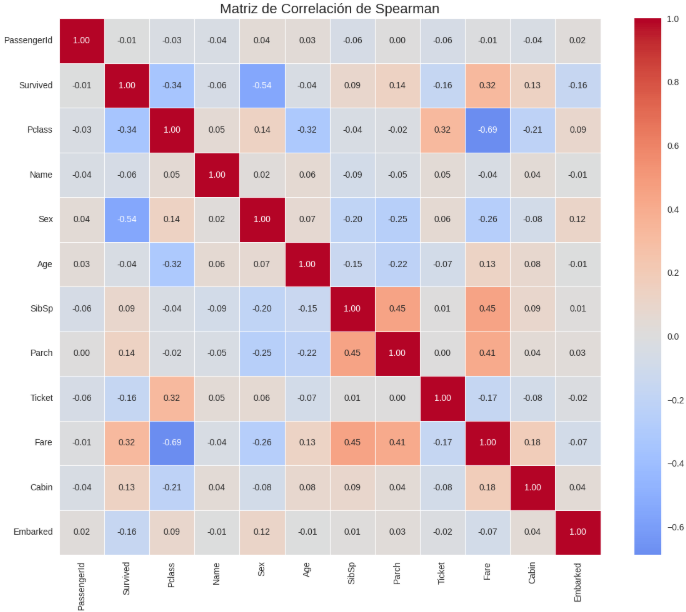 Matriz de Correlación de Spearman
PassengerId 1.00 -0.01 -0.03 -0.04 0.04 0.03 -0.06 0.00 -0.06 -0.01 -0.04 0.02
Survived -0.01 1.00 -0.34 -0.06 -0.54 -0.04 0.09 0.14 -0.16 0.32 0.13 -0.16
Pclass -0.03 -0.34 1.00 0.05 0.14 -0.32 -0.04 -0.02 0.32 -0.69 -0.21 0.09
Name -0.04 -0.06 0.05 1.00 0.02 0.06 -0.09 -0.05 0.05 -0.04 0.04 -0.01
Sex 0.04 -0.54 0.14 0.02 1.00 0.07 -0.20 -0.25 0.06 -0.26 -0.08 0.12
Age 0.03 -0.04 -0.32 0.06 0.07 1.00 -0.15 -0.22 -0.07 0.13 0.08 -0.01
SibSp -0.06 0.09 -0.04 -0.09 -0.20 -0.15 1.00 0.45 0.01 0.45 0.09 0.01
Parch 0.00 0.14 -0.02 -0.05 -0.25 -0.22 0.45 1.00 0.00 0.41 0.04 0.03
Ticket -0.06 -0.16 0.32 0.05 0.06 -0.07 0.01 0.00 1.00 -0.17 -0.08 -0.02
Fare -0.01 0.32 -0.69 -0.04 -0.26 0.13 0.45 0.41 -0.17 1.00 0.18 -0.07
Cabin -0.04 0.13 -0.21 0.04 -0.08 0.08 0.09 0.04 -0.08 0.18 1.00 0.04
Embarked 0.02 -0.16 0.09 -0.01 0.12 -0.01 0.01 0.03 -0.02 -0.07 0.04 1.00
PassengerId Survived Pclass Name Sex Age SibSp Parch Ticket Fare Cabin Embarked
1.0
0.8
0.6
0.4
0.2
0.0
−0.2
−0.4
−0.6